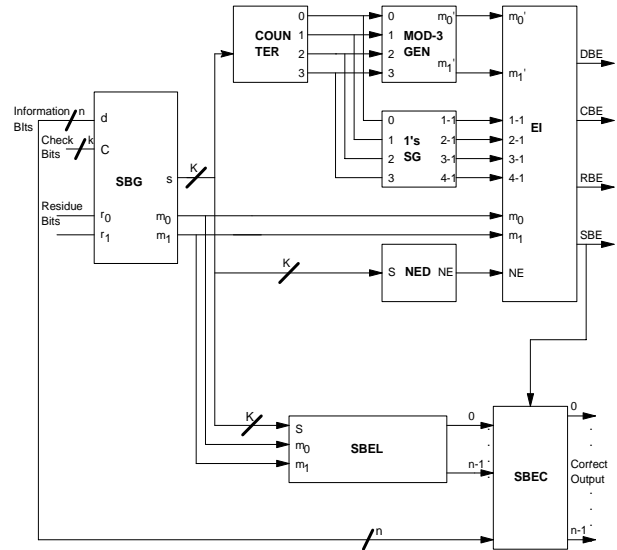 COUN
TER
0
1
2
3
0
1
2
3
MOD-3
GEN
m0'
m1'
m0'
m1'
EI
DBE
CBE
RBE
SBE
0
1
2
3
1's
SG
1-1
2-1
3-1
4-1
1-1
2-1
3-1
4-1
m0
m1
NE
Information
BIts
n
d
Check
Bits
k
C
SBG
s
K
Residue
Bits
r0
r1
m0
m1
K
S
NED
NE
K
S
m0
m1
SBEL
0
n-1
SBEC
0
Correct
Output
n-1
n